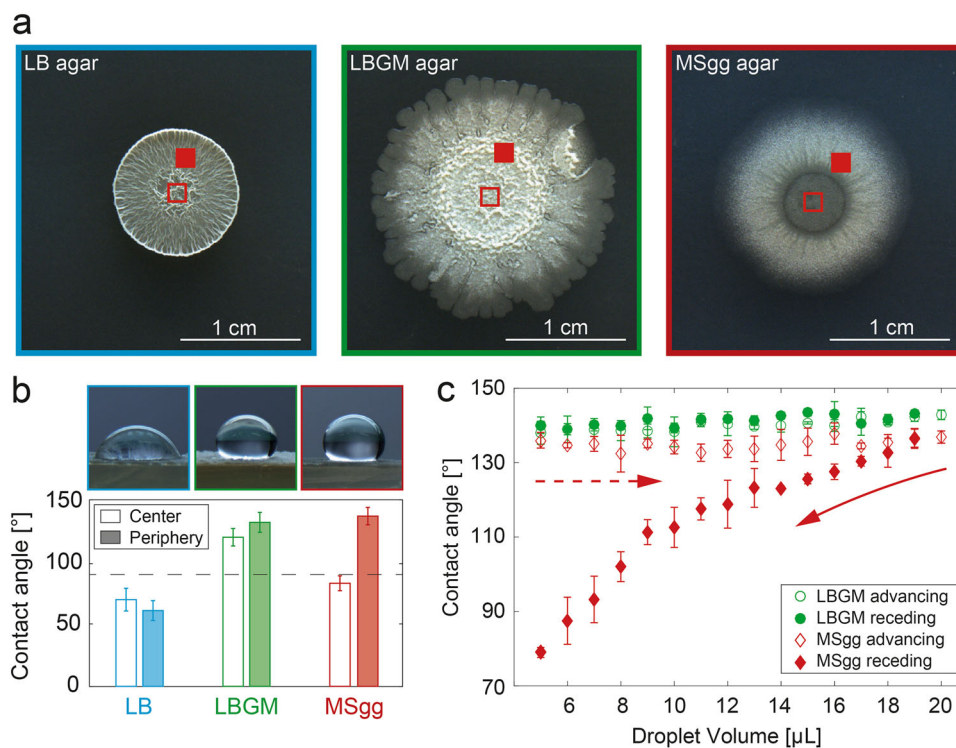 a
LB agar
LBGM agar
MSgg agar
1 cm
1 cm
1 cm
b
Contact angle [°]
150
100
50
0
Center
Periphery
LB
LBGM
MSgg
c
Contact angle [°]
150
130
110
90
70
LBGM advancing
LBGM receding
MSgg advancing
MSgg receding
6 8 10 12 14 16 18 20
Droplet Volume [µL]